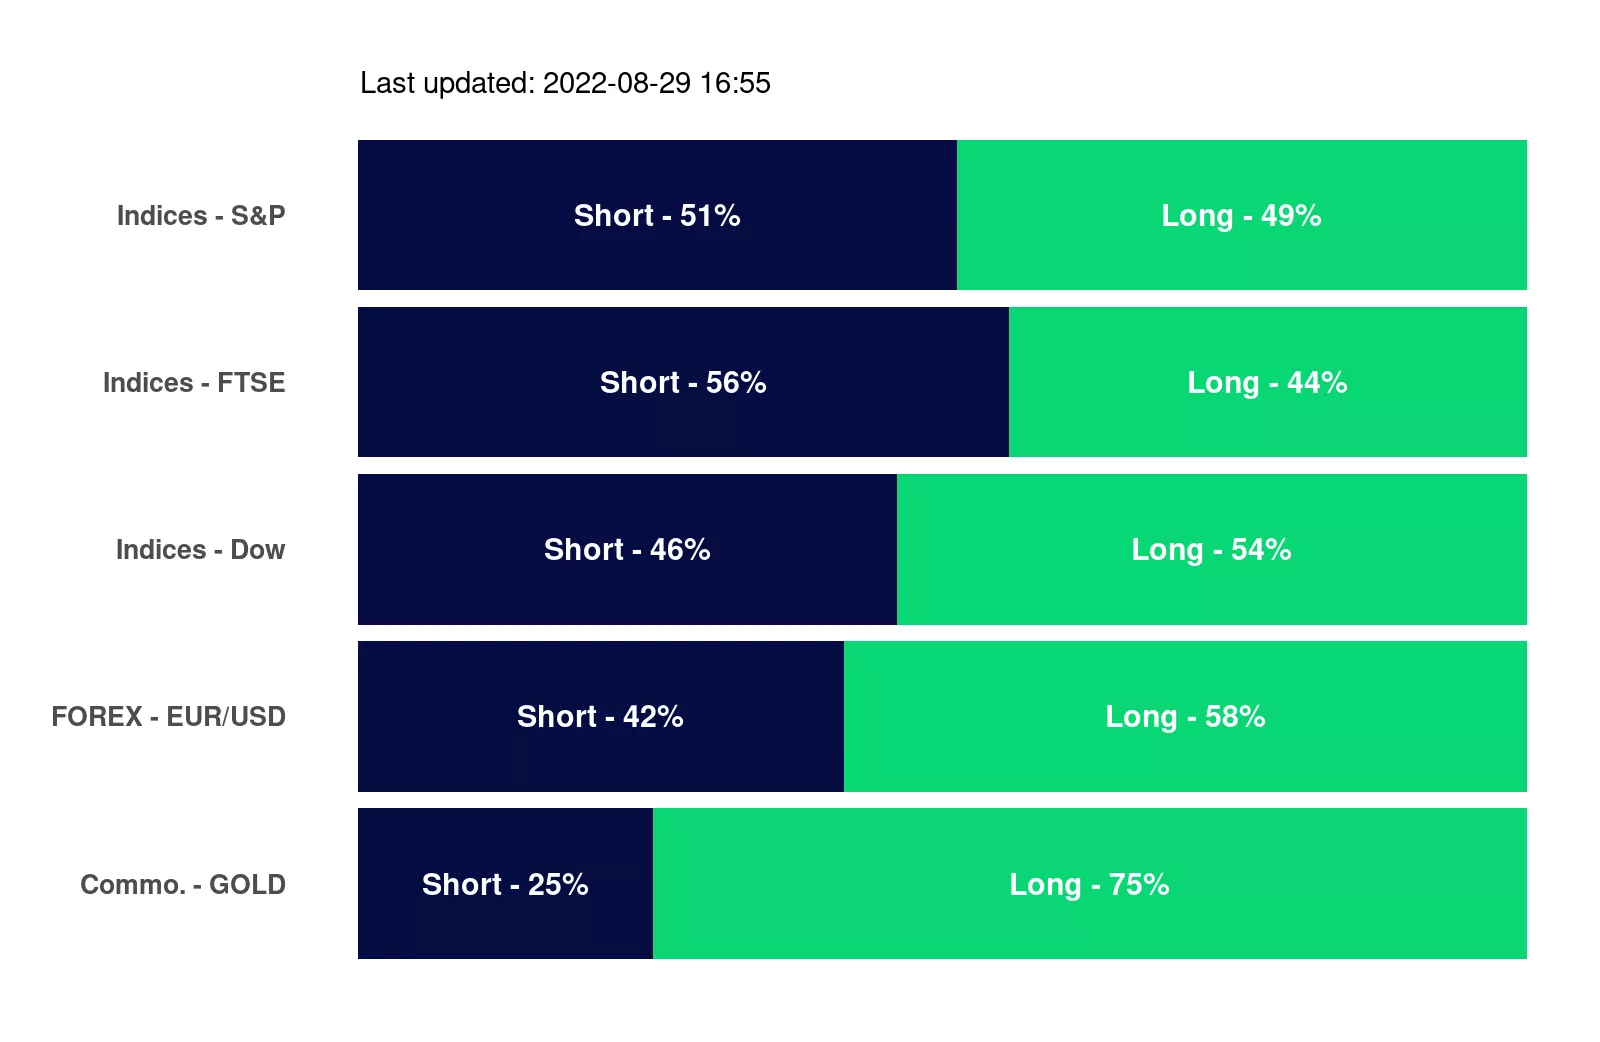 Last updated: 2022-08-29 16:55
Indices - S&P Short - 51% Long - 49%
Indices - FTSE Short - 56% Long - 44%
Indices - Dow Short - 46% Long - 54%
FOREX - EUR/USD Short - 42% Long - 58%
Commo. - GOLD Short - 25% Long - 75%